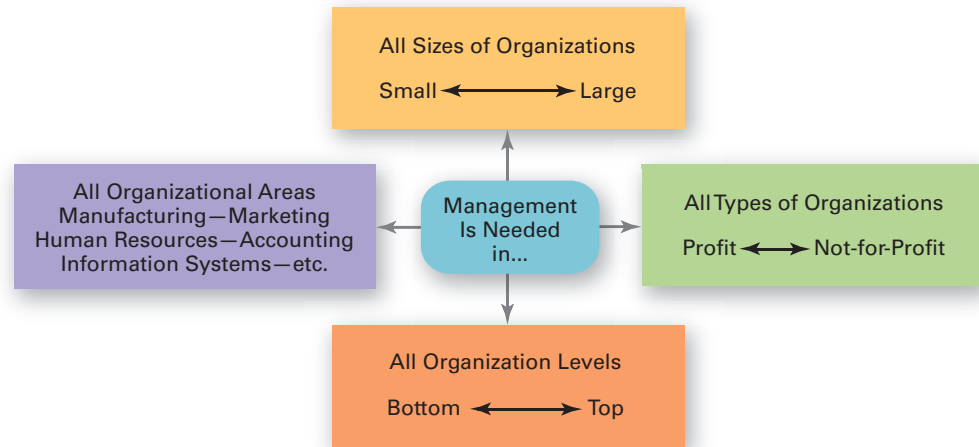 All Sizes of Organizations
Small Large
All Organizational Areas
Manufacturing—Marketing
Human Resources—Accounting
Information Systems—etc.
Management
Is Needed
in...
All Types of Organizations
Profit Not-for-Profit
All Organization Levels
Bottom Top